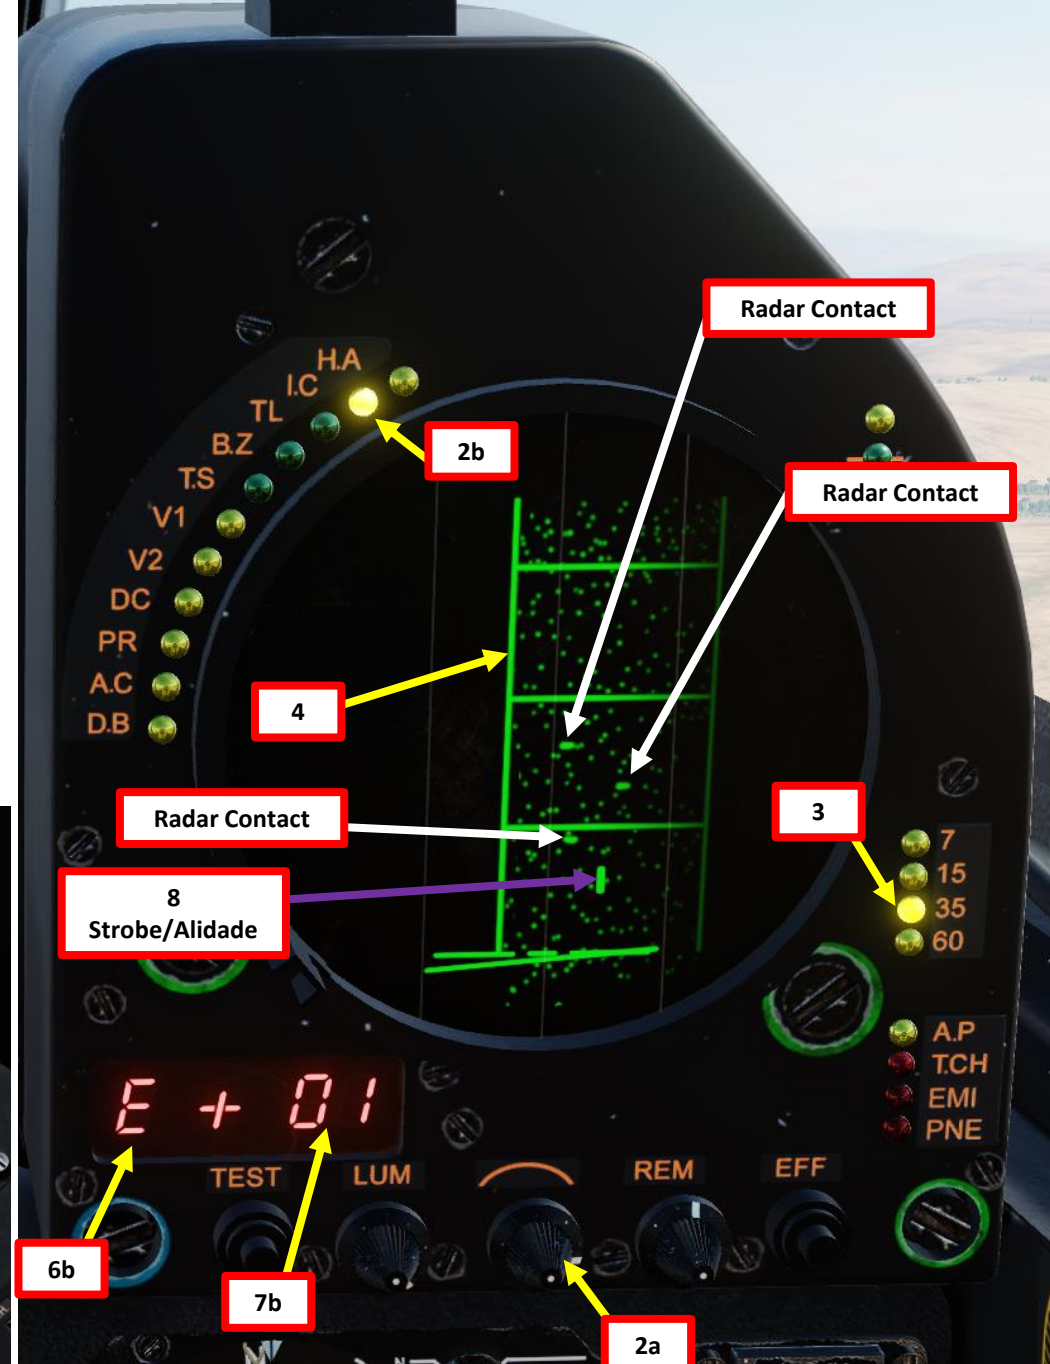 Radar Contact
H.A
I.C
TL
2b
B.Z
Radar Contact
T.S
V1
V2
DC
PR
A.C
4
D.B
Radar Contact
3
7
15
8
Strobe/Alidade
35
60
A.P
T.CH
E + 01
EMI
PNE
TEST
LUM
REM
EFF
6b
7b
2a
N